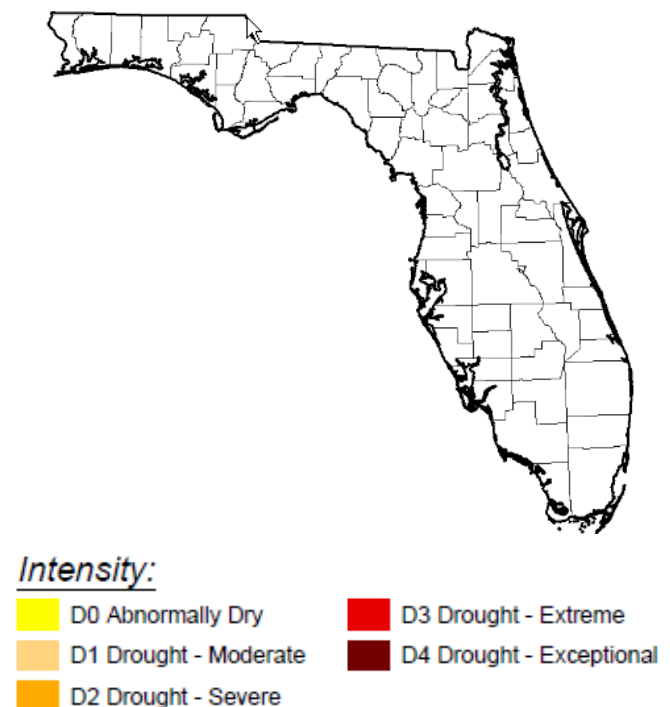 Intensity:
D0 Abnormally Dry
D1 Drought - Moderate
D2 Drought - Severe
D3 Drought - Extreme
D4 Drought - Exceptional